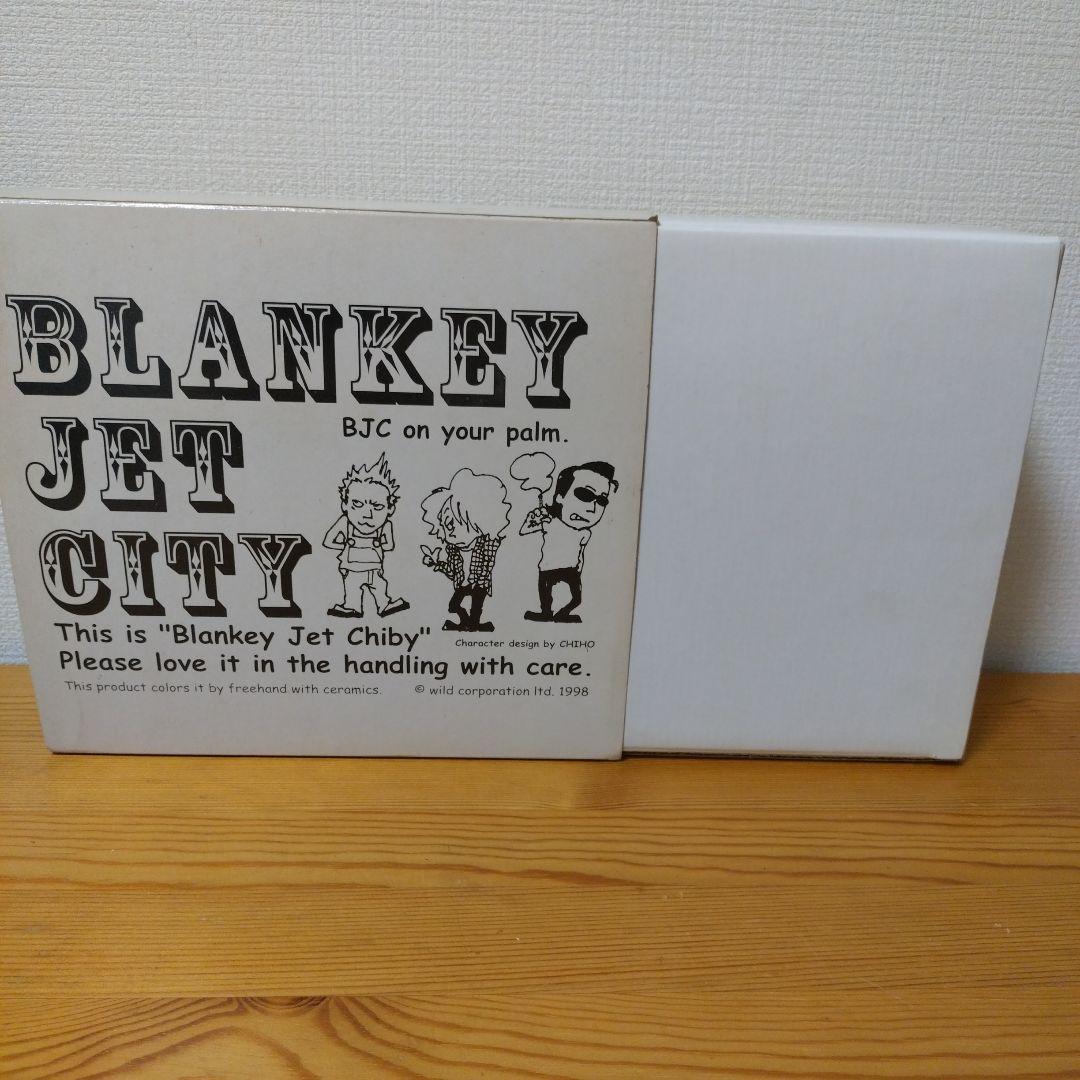 BLANKEY
JET
BJC on your palm.
CITY
This is "Blankey Jet Chiby"
Character design by CHIHO
Please love it in the handling with care.
This product colors it by freehand with ceramics.
© wild corporation ltd. 1998